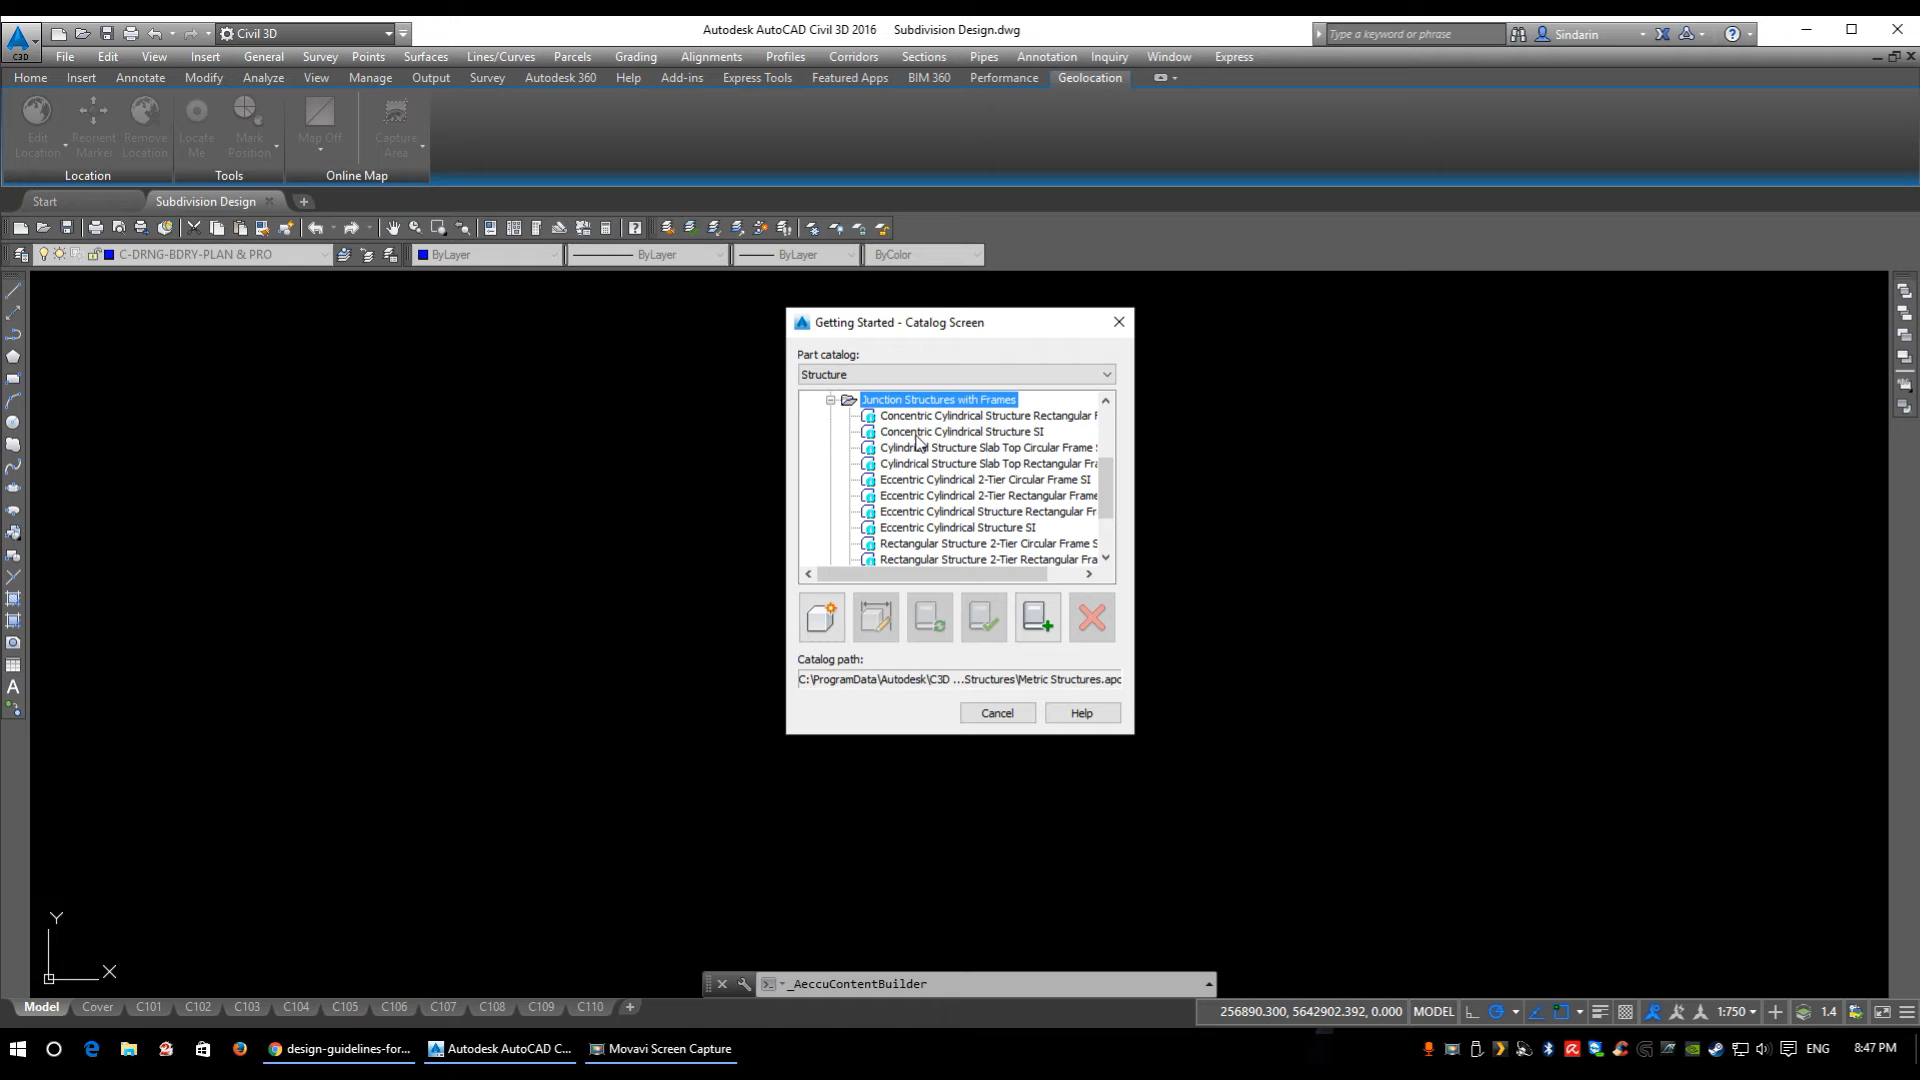 Autodesk AutoCAD Civil 3D 2016 Subdivision Design.dwg
Civil 3D
Type a keyword or phrase
Sindarin
C3D
File Edit View Insert General Survey Points Surfaces Lines/Curves Parcels Grading Alignments Profiles Corridors Sections Pipes Annotation Inquiry Window Express
Home Insert Annotate Modify Analyze View Manage Output Survey Autodesk 360 Help Add-ins Express Tools Featured Apps BIM 360 Performance Geolocation
Edit Location
Reorient Marker
Remove Location
Locate Me
Mark Position
Map Off
Capture Area
Location Tools Online Map
Start Subdivision Design
C-DRNG-BDRY-PLAN & PRO ByLayer ByLayer ByLayer ByColor
Getting Started - Catalog Screen
Part catalog:
Structure
Junction Structures with Frames
Concentric Cylindrical Structure Rectangular F
Concentric Cylindrical Structure SI
Cylindrical Structure Slab Top Circular Frame
Cylindrical Structure Slab Top Rectangular Fra
Eccentric Cylindrical 2-Tier Circular Frame SI
Eccentric Cylindrical 2-Tier Rectangular Frame
Eccentric Cylindrical Structure Rectangular Fr
Eccentric Cylindrical Structure SI
Rectangular Structure 2-Tier Circular Frame S
Rectangular Structure 2-Tier Rectangular Fra
Catalog path:
C:\ProgramData\Autodesk\C3D ...Structures\Metric Structures.apc
Cancel Help
Y
X
A
_AeccuContentBuilder
Model Cover C101 C102 C103 C104 C105 C106 C107 C108 C109 C110
256890.300, 5642902.392, 0.000 MODEL 1:750 1.4
design-guidelines-for... Autodesk AutoCAD C... Movavi Screen Capture
ENG 8:47 PM